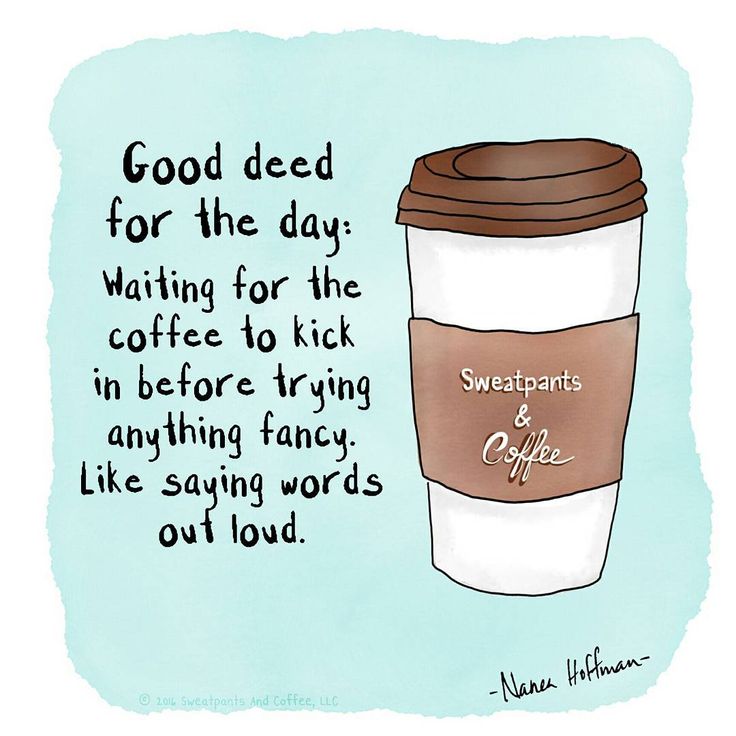 Good deed
for the day:
Waiting for the
coffee to kick
in before trying
anything fancy.
Like saying words
out loud.
Sweatpants
&
Coffee
-Nanea Hoffman-
© 2016 Sweatpants And Coffee, LLC